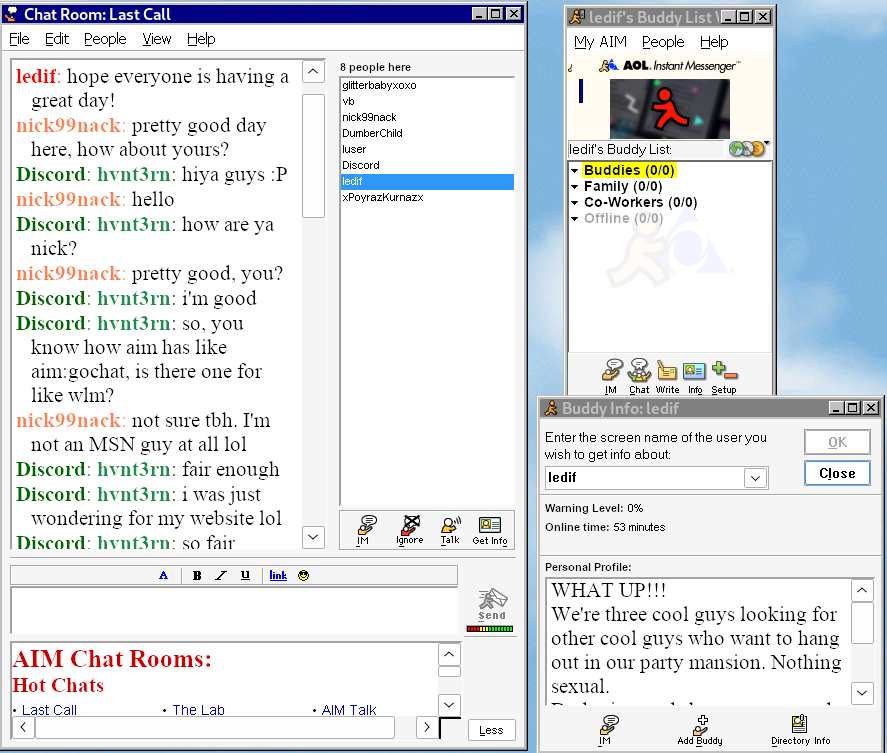 Chat Room: Last Call
File Edit People View Help
ledif: hope everyone is having a
great day!
nick99nack: pretty good day
here, how about yours?
Discord: hvnt3rn: hiya guys :P
nick99nack: hello
Discord: hvnt3rn: how are ya
nick?
nick99nack: pretty good, you?
Discord: hvnt3rn: i'm good
Discord: hvnt3rn: so, you
know how aim has like
aim:gochat, is there one for
like wlm?
nick99nack: not sure tbh. I'm
not an MSN guy at all lol
Discord: hvnt3rn: fair enough
Discord: hvnt3rn: i was just
wondering for my website lol
Discord: hvnt3rn: so fair
8 people here
glitterbabyxoxo
vb
nick99nack
DumberChild
luser
Discord
ledif
xPoyrazKurnazx
IM Ignore Talk Get Info
A B I U link
Send
AIM Chat Rooms:
Hot Chats
• Last Call • The Lab • AIM Talk
Less
ledif's Buddy List
My AIM People Help
AOL Instant Messenger™
ledif's Buddy List:
Buddies (0/0)
Family (0/0)
Co-Workers (0/0)
Offline (0/0)
IM Chat Write Info Setup
Buddy Info: ledif
Enter the screen name of the user you
wish to get info about:
OK
ledif
Close
Warning Level: 0%
Online time: 53 minutes
Personal Profile:
WHAT UP!!!
We're three cool guys looking for
other cool guys who want to hang
out in our party mansion. Nothing
sexual.
IM Add Buddy Directory Info